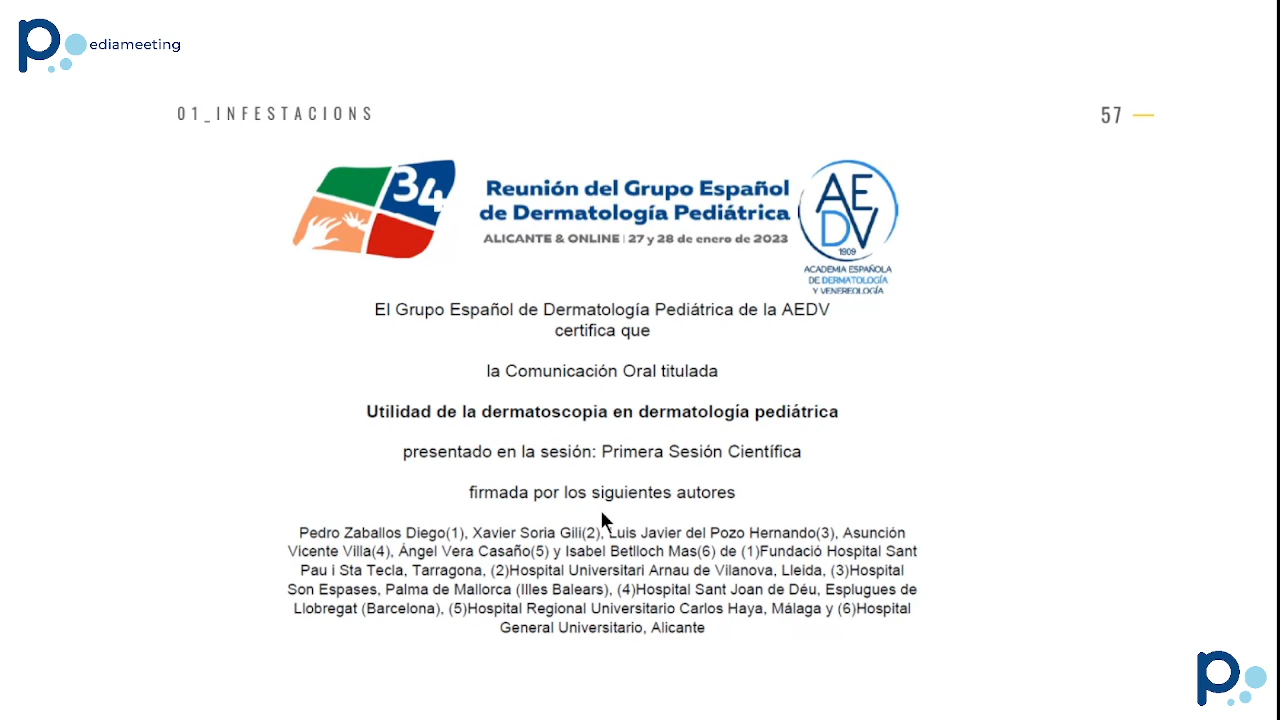 ediameeting
01_INFESTACIONS
57
34
Reunión del Grupo Español
de Dermatología Pediátrica
ALICANTE & ONLINE | 27 y 28 de enero de 2023
AEDV
1909
ACADEMIA ESPAÑOLA
DE DERMATOLOGÍA
Y VENEREOLOGÍA
El Grupo Español de Dermatología Pediátrica de la AEDV
certifica que
la Comunicación Oral titulada
Utilidad de la dermatoscopia en dermatología pediátrica
presentado en la sesión: Primera Sesión Científica
firmada por los siguientes autores
Pedro Zaballos Diego(1), Xavier Soria Gili(2), Luis Javier del Pozo Hernando(3), Asunción
Vicente Villa(4), Ángel Vera Casaño(5) y Isabel Betlloch Mas(6) de (1)Fundació Hospital Sant
Pau i Sta Tecla, Tarragona, (2)Hospital Universitari Arnau de Vilanova, Lleida, (3)Hospital
Son Espases, Palma de Mallorca (Illes Balears), (4)Hospital Sant Joan de Déu, Esplugues de
Llobregat (Barcelona), (5)Hospital Regional Universitario Carlos Haya, Málaga y (6)Hospital
General Universitario, Alicante